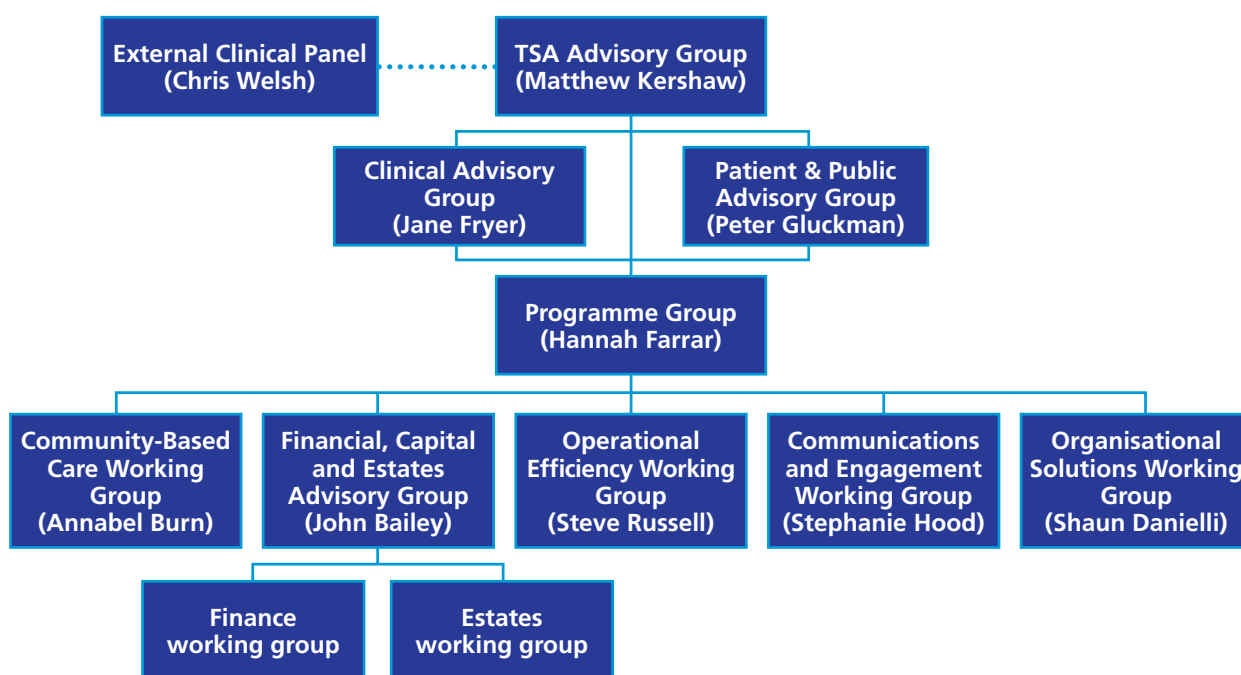 External Clinical Panel
(Chris Welsh)
TSA Advisory Group
(Matthew Kershaw)
Clinical Advisory
Group
(Jane Fryer)
Patient & Public
Advisory Group
(Peter Gluckman)
Programme Group
(Hannah Farrar)
Community-Based
Care Working
Group
(Annabel Burn)
Financial, Capital
and Estates
Advisory Group
(John Bailey)
Operational
Efficiency Working
Group
(Steve Russell)
Communications
and Engagement
Working Group
(Stephanie Hood)
Organisational
Solutions Working
Group
(Shaun Danielli)
Finance
working group
Estates
working group